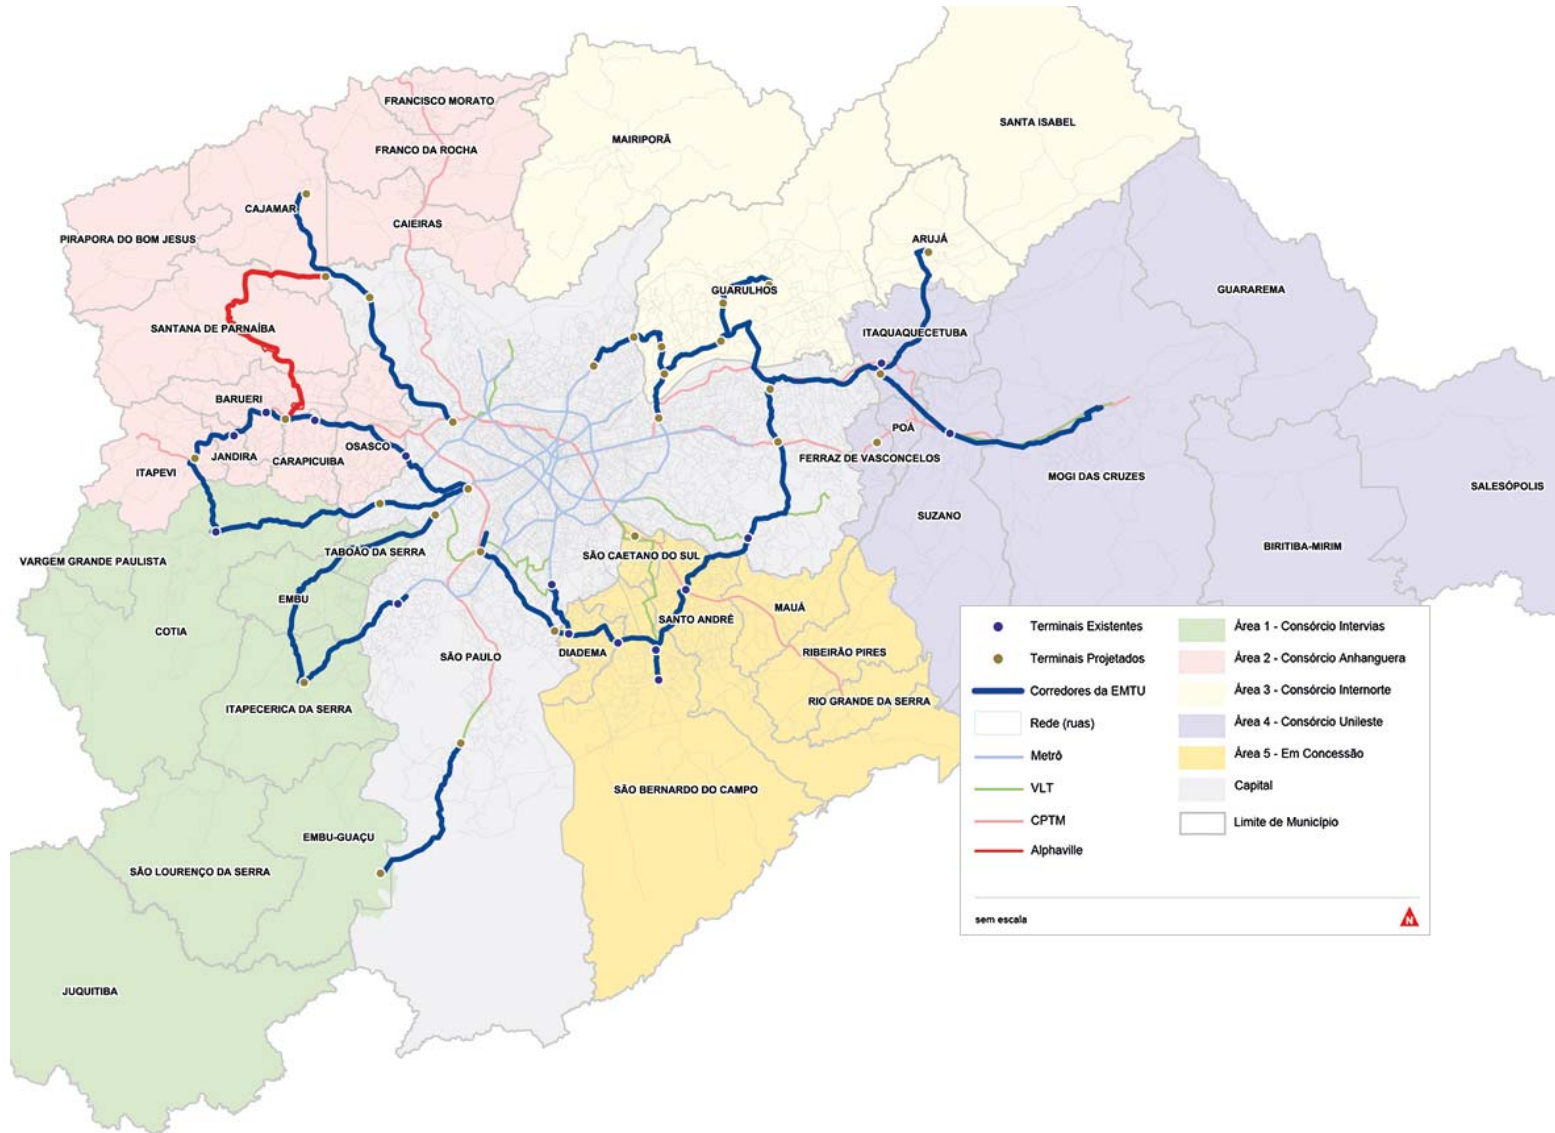 FRANCISCO MORATO
FRANCO DA ROCHA
MAIRIPORÃ
SANTA ISABEL
CAJAMAR
CAIEIRAS
PIRAPORA DO BOM JESUS
ARUJÁ
GUARULHOS
GUARAREMA
SANTANA DE PARNAÍBA
ITAQUAQUECETUBA
BARUERI
POÁ
OSASCO
JANDIRA
CARAPICUIBA
FERRAZ DE VASCONCELOS
ITAPEVI
MOGI DAS CRUZES
SALESÓPOLIS
SUZANO
BIRITIBA-MIRIM
TABOÃO DA SERRA
SÃO CAETANO DO SUL
VARGEM GRANDE PAULISTA
EMBU
MAUÁ
SANTO ANDRÉ
COTIA
DIADEMA
RIBEIRÃO PIRES
SÃO PAULO
RIO GRANDE DA SERRA
ITAPECERICA DA SERRA
SÃO BERNARDO DO CAMPO
EMBU-GUAÇU
SÃO LOURENÇO DA SERRA
JUQUITIBA
Terminais Existentes
Terminais Projetados
Corredores da EMTU
Rede (ruas)
Metrô
VLT
CPTM
Alphaville
Área 1 - Consórcio Intervias
Área 2 - Consórcio Anhanguera
Área 3 - Consórcio Internorte
Área 4 - Consórcio Unileste
Área 5 - Em Concessão
Capital
Limite de Município
sem escala
N